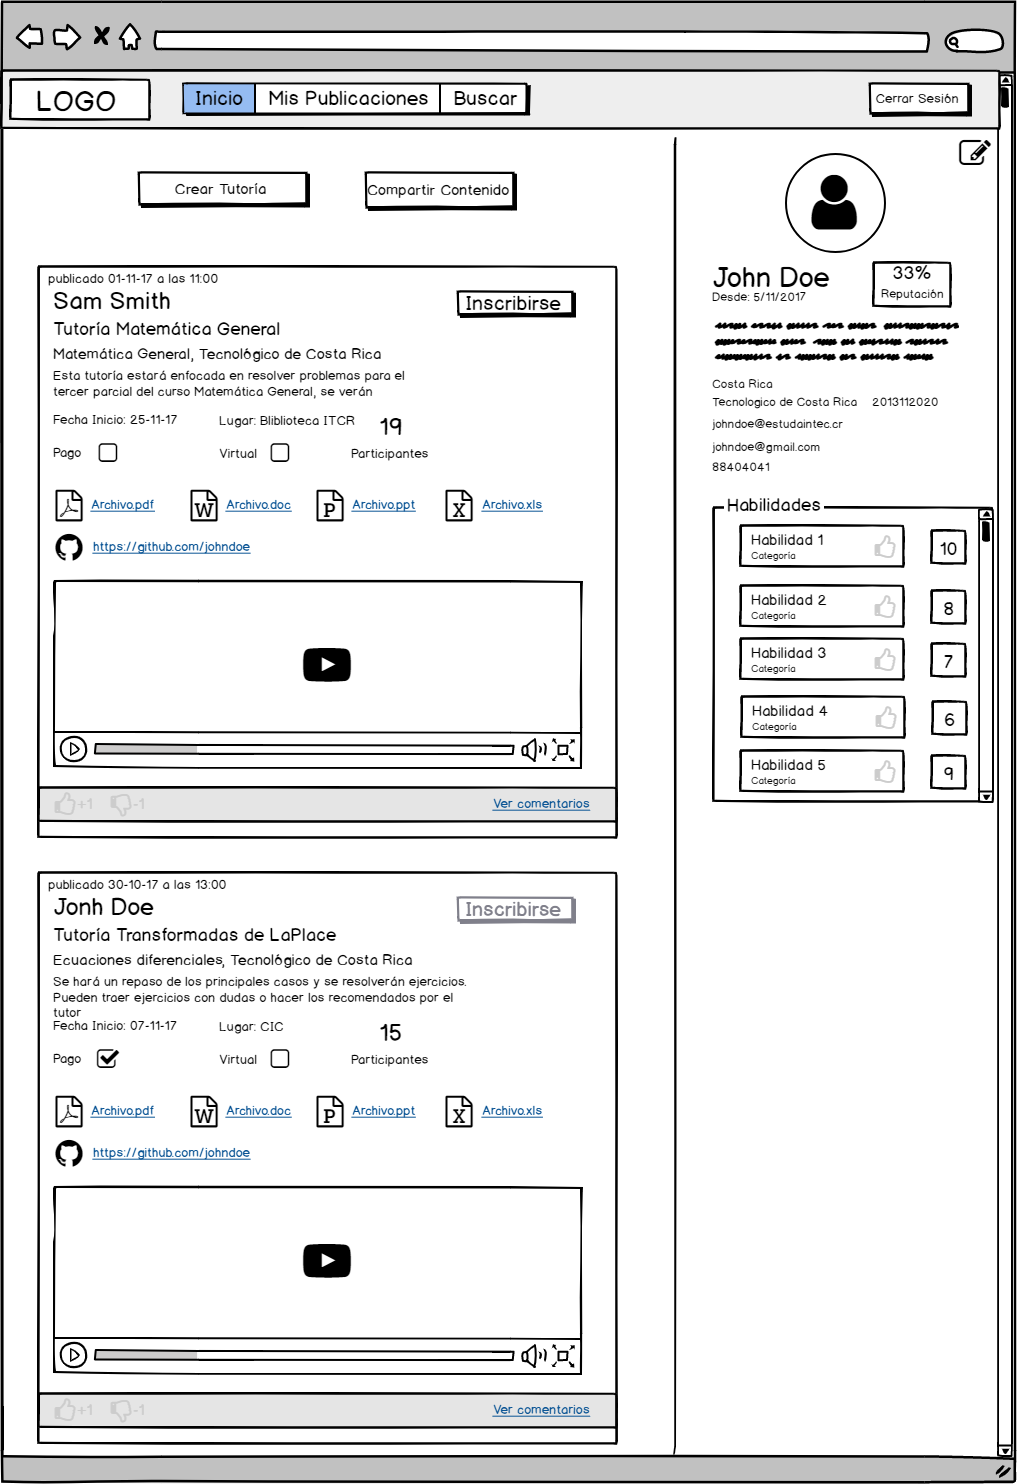 LOGO
Inicio
Mis Publicaciones
Buscar
Cerrar Sesión
Crear Tutoría
Compartir Contenido
publicado 01-11-17 a las 11:00
Sam Smith
Inscribirse
Tutoría Matemática General
Matemática General, Tecnológico de Costa Rica
Esta tutoría estará enfocada en resolver problemas para el
tercer parcial del curso Matemática General, se verán
Fecha Inicio: 25-11-17
Lugar: Bliblioteca ITCR
19
Pago
Virtual
Participantes
Archivo.pdf
W
Archivo.doc
P
Archivo.ppt
X
Archivo.xls
https://github.com/johndoe
+1
-1
Ver comentarios
publicado 30-10-17 a las 13:00
Jonh Doe
Inscribirse
Tutoría Transformadas de LaPlace
Ecuaciones diferenciales, Tecnológico de Costa Rica
Se hará un repaso de los principales casos y se resolverán ejercicios.
Pueden traer ejercicios con dudas o hacer los recomendados por el
tutor
Fecha Inicio: 07-11-17
Lugar: CIC
15
Pago
Virtual
Participantes
Archivo.pdf
W
Archivo.doc
P
Archivo.ppt
X
Archivo.xls
https://github.com/johndoe
+1
-1
Ver comentarios
John Doe
Desde: 5/11/2017
33%
Reputación
Costa Rica
Tecnologico de Costa Rica 2013112020
johndoe@estudaintec.cr
johndoe@gmail.com
88404041
Habilidades
Habilidad 1
Categoría
10
Habilidad 2
Categoría
8
Habilidad 3
Categoría
7
Habilidad 4
Categoría
6
Habilidad 5
Categoría
9